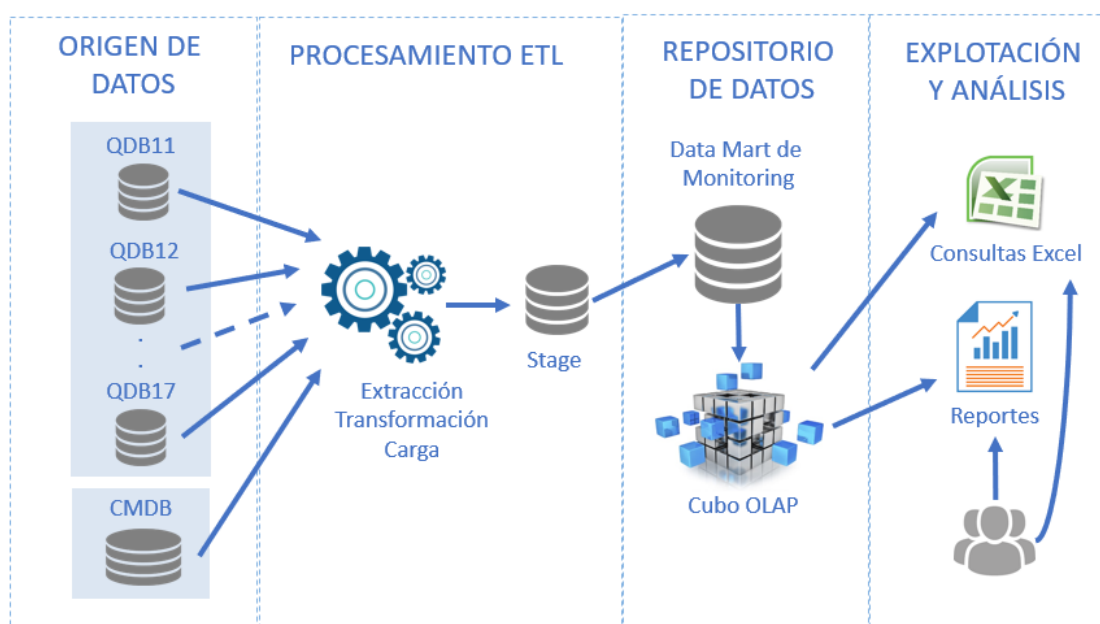 ORIGEN DE
DATOS
QDB11
QDB12
.
.
QDB17
CMDB
PROCESAMIENTO ETL
Extracción
Transformación
Carga
Stage
REPOSITORIO
DE DATOS
Data Mart de
Monitoring
Cubo OLAP
EXPLOTACIÓN
Y ANÁLISIS
X
Consultas Excel
Reportes